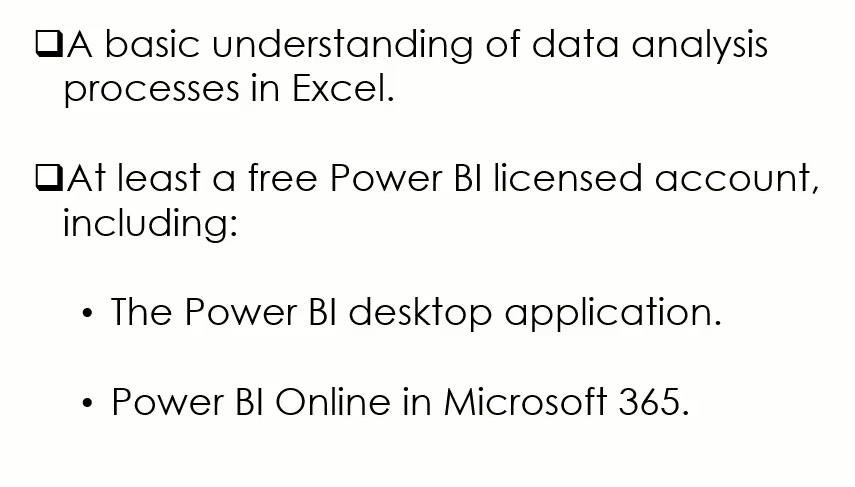 ❑A basic understanding of data analysis
processes in Excel.
❑At least a free Power BI licensed account,
including:
• The Power BI desktop application.
• Power BI Online in Microsoft 365.